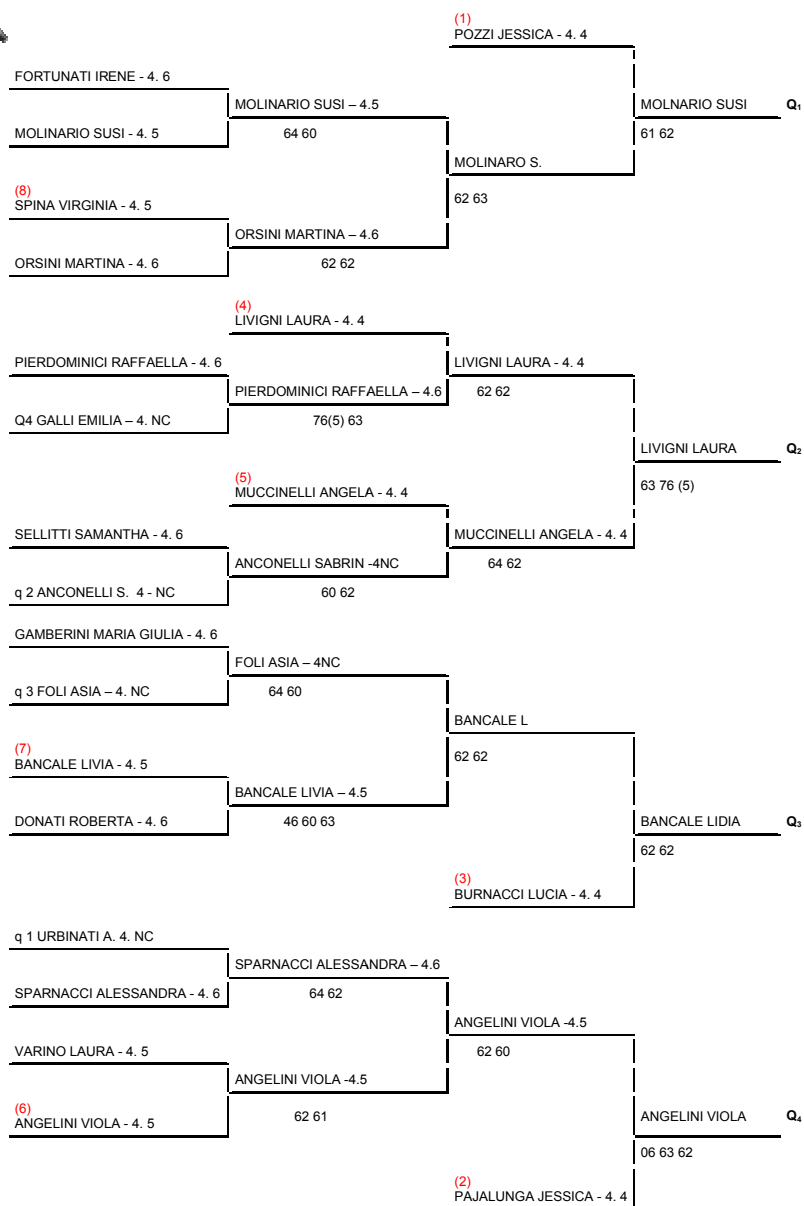 (1)
POZZI JESSICA - 4. 4
FORTUNATI IRENE - 4. 6
MOLINARIO SUSI – 4.5
MOLNARIO SUSI Q₁
MOLINARIO SUSI - 4. 5
64 60
61 62
MOLINARO S.
(8)
SPINA VIRGINIA - 4. 5
62 63
ORSINI MARTINA – 4.6
ORSINI MARTINA - 4. 6
62 62
(4)
LIVIGNI LAURA - 4. 4
PIERDOMINICI RAFFAELLA - 4. 6
LIVIGNI LAURA - 4. 4
PIERDOMINICI RAFFAELLA – 4.6
62 62
Q4 GALLI EMILIA – 4. NC
76(5) 63
LIVIGNI LAURA Q₂
(5)
MUCCINELLI ANGELA - 4. 4
63 76 (5)
SELLITTI SAMANTHA - 4. 6
MUCCINELLI ANGELA - 4. 4
ANCONELLI SABRIN -4NC
64 62
q 2 ANCONELLI S. 4 - NC
60 62
GAMBERINI MARIA GIULIA - 4. 6
FOLI ASIA – 4NC
q 3 FOLI ASIA – 4. NC
64 60
BANCALE L
(7)
BANCALE LIVIA - 4. 5
62 62
BANCALE LIVIA – 4.5
DONATI ROBERTA - 4. 6
46 60 63
BANCALE LIDIA Q₃
62 62
(3)
BURNACCI LUCIA - 4. 4
q 1 URBINATI A. 4. NC
SPARNACCI ALESSANDRA – 4.6
SPARNACCI ALESSANDRA - 4. 6
64 62
ANGELINI VIOLA -4.5
VARINO LAURA - 4. 5
62 60
ANGELINI VIOLA -4.5
(6)
ANGELINI VIOLA - 4. 5
62 61
ANGELINI VIOLA Q₄
06 63 62
(2)
PAJALUNGA JESSICA - 4. 4